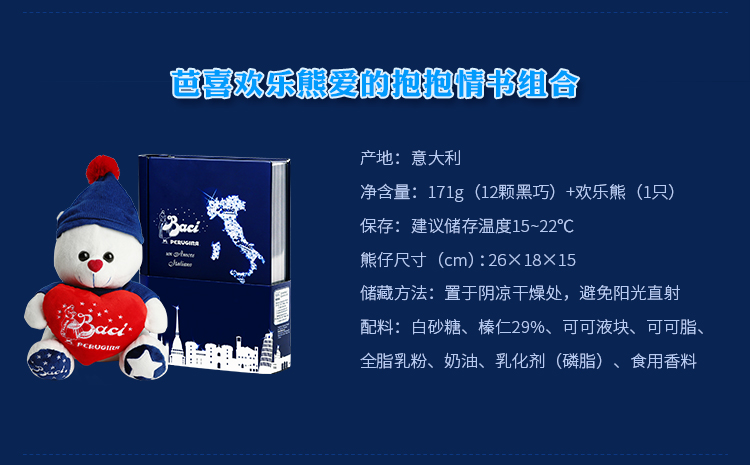 芭喜欢乐熊爱的抱抱情书组合
产地：意大利
净含量：171g（12颗黑巧）+欢乐熊（1只）
保存：建议储存温度15~22℃
熊仔尺寸（cm）：26×18×15
储藏方法：置于阴凉干燥处，避免阳光直射
配料：白砂糖、榛仁29%、可可液块、可可脂、
全脂乳粉、奶油、乳化剂（磷脂）、食用香料
Baci
PERUGINA
un Amore
Italiano
Baci
PERUGINA
Baci